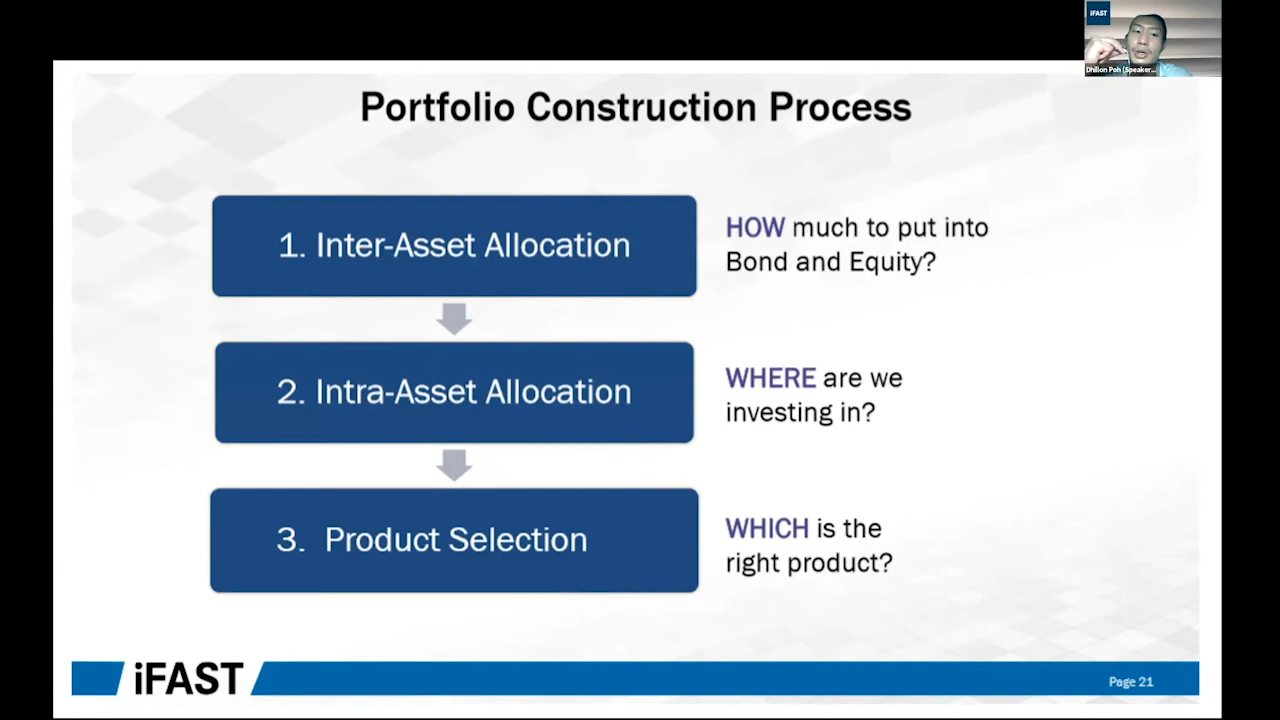 iFAST
Dhilon Poh (Speaker...
Portfolio Construction Process
1. Inter-Asset Allocation
HOW much to put into
Bond and Equity?
2. Intra-Asset Allocation
WHERE are we
investing in?
3. Product Selection
WHICH is the
right product?
iFAST
Page 21